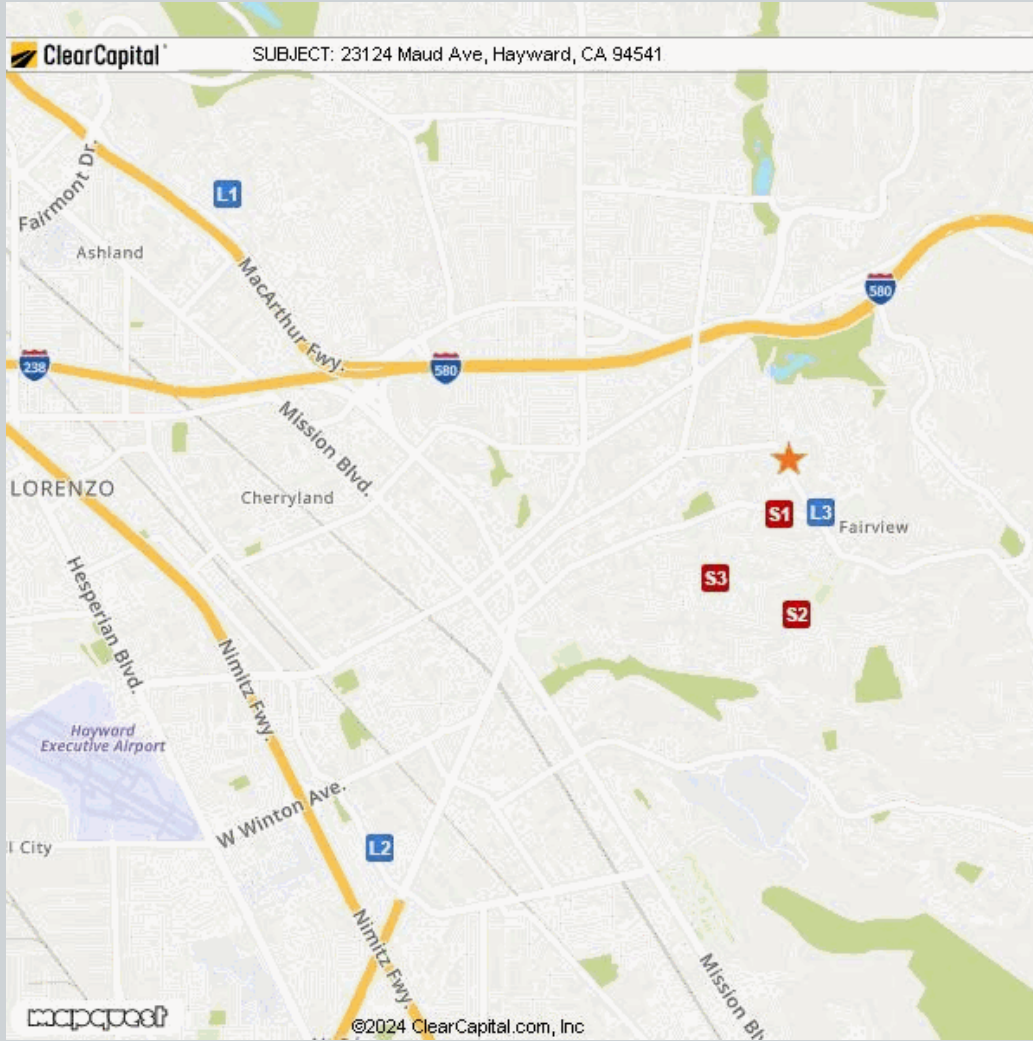 ClearCapital
SUBJECT: 23124 Maud Ave, Hayward, CA 94541
Fairmont Dr.
L1
Ashland
MacArthur Fwy.
580
238
580
Mission Blvd.
LORENZO
Cherryland
S1
L3
Fairview
Hesperian Blvd.
S3
S2
Nimitz Fwy.
Hayward
Executive Airport
W Winton Ave.
City
L2
Nimitz Fwy.
Mission Bl
mapquest
©2024 ClearCapital.com, Inc